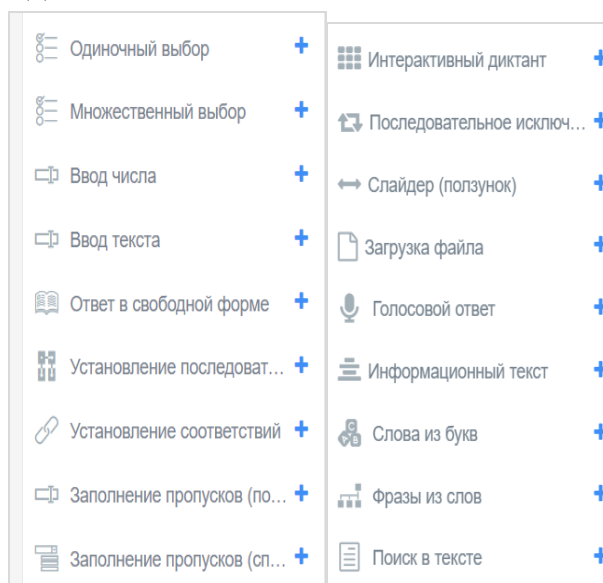 Одиночный выбор
Множественный выбор
Ввод числа
Ввод текста
Ответ в свободной форме
Установление последоват...
Установление соответствий
Заполнение пропусков (по...
Заполнение пропусков (сп...
Интерактивный диктант
Последовательное исключ...
Слайдер (ползунок)
Загрузка файла
Голосовой ответ
Информационный текст
Слова из букв
Фразы из слов
Поиск в тексте